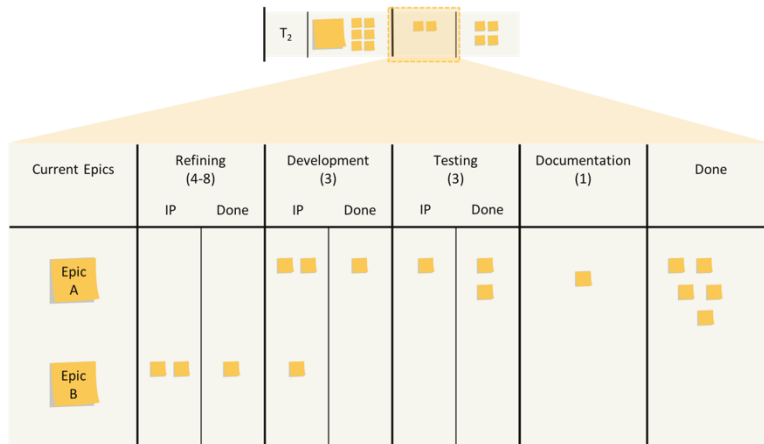 T2
Current Epics
Refining
(4-8)
Development
(3)
Testing
(3)
Documentation
(1)
Done
IP
Done
IP
Done
IP
Done
Epic
A
Epic
B